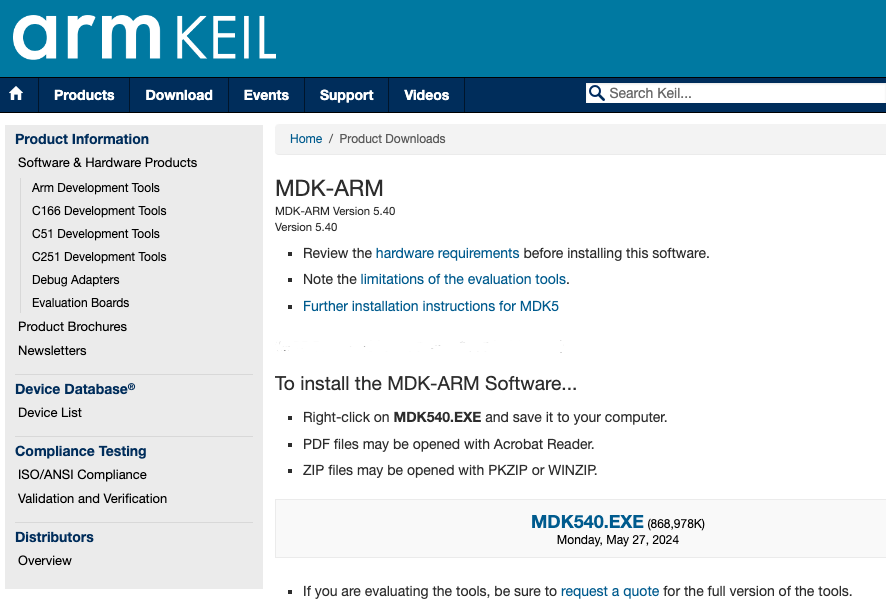 arm KEIL
Products
Download
Events
Support
Videos
Search Keil...
Product Information
Software & Hardware Products
Arm Development Tools
C166 Development Tools
C51 Development Tools
C251 Development Tools
Debug Adapters
Evaluation Boards
Product Brochures
Newsletters
Device Database®
Device List
Compliance Testing
ISO/ANSI Compliance
Validation and Verification
Distributors
Overview
Home / Product Downloads
MDK-ARM
MDK-ARM Version 5.40
Version 5.40
Review the hardware requirements before installing this software.
Note the limitations of the evaluation tools.
Further installation instructions for MDK5
To install the MDK-ARM Software...
Right-click on MDK540.EXE and save it to your computer.
PDF files may be opened with Acrobat Reader.
ZIP files may be opened with PKZIP or WINZIP.
MDK540.EXE (868,978K)
Monday, May 27, 2024
If you are evaluating the tools, be sure to request a quote for the full version of the tools.